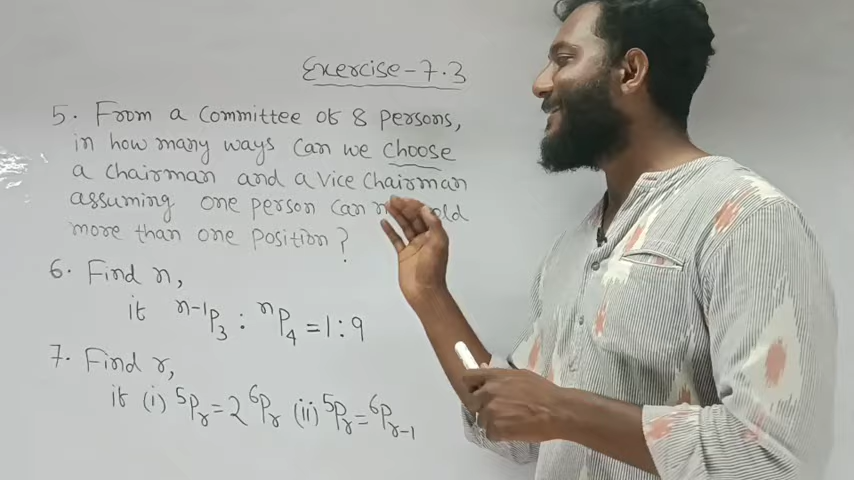 Exercise-7.3
5. From a Committee of 8 persons,
in how many ways can we choose
a chairman and a vice chairman
assuming one person can
more than one position?
6. Find n,
if ⁿ⁻¹P₃ : ⁿP₄ = 1:9
7. Find r,
if (i) ⁵Pᵣ = 2 ⁶Pᵣ (ii) ⁵Pᵣ = ⁶Pᵣ₋₁